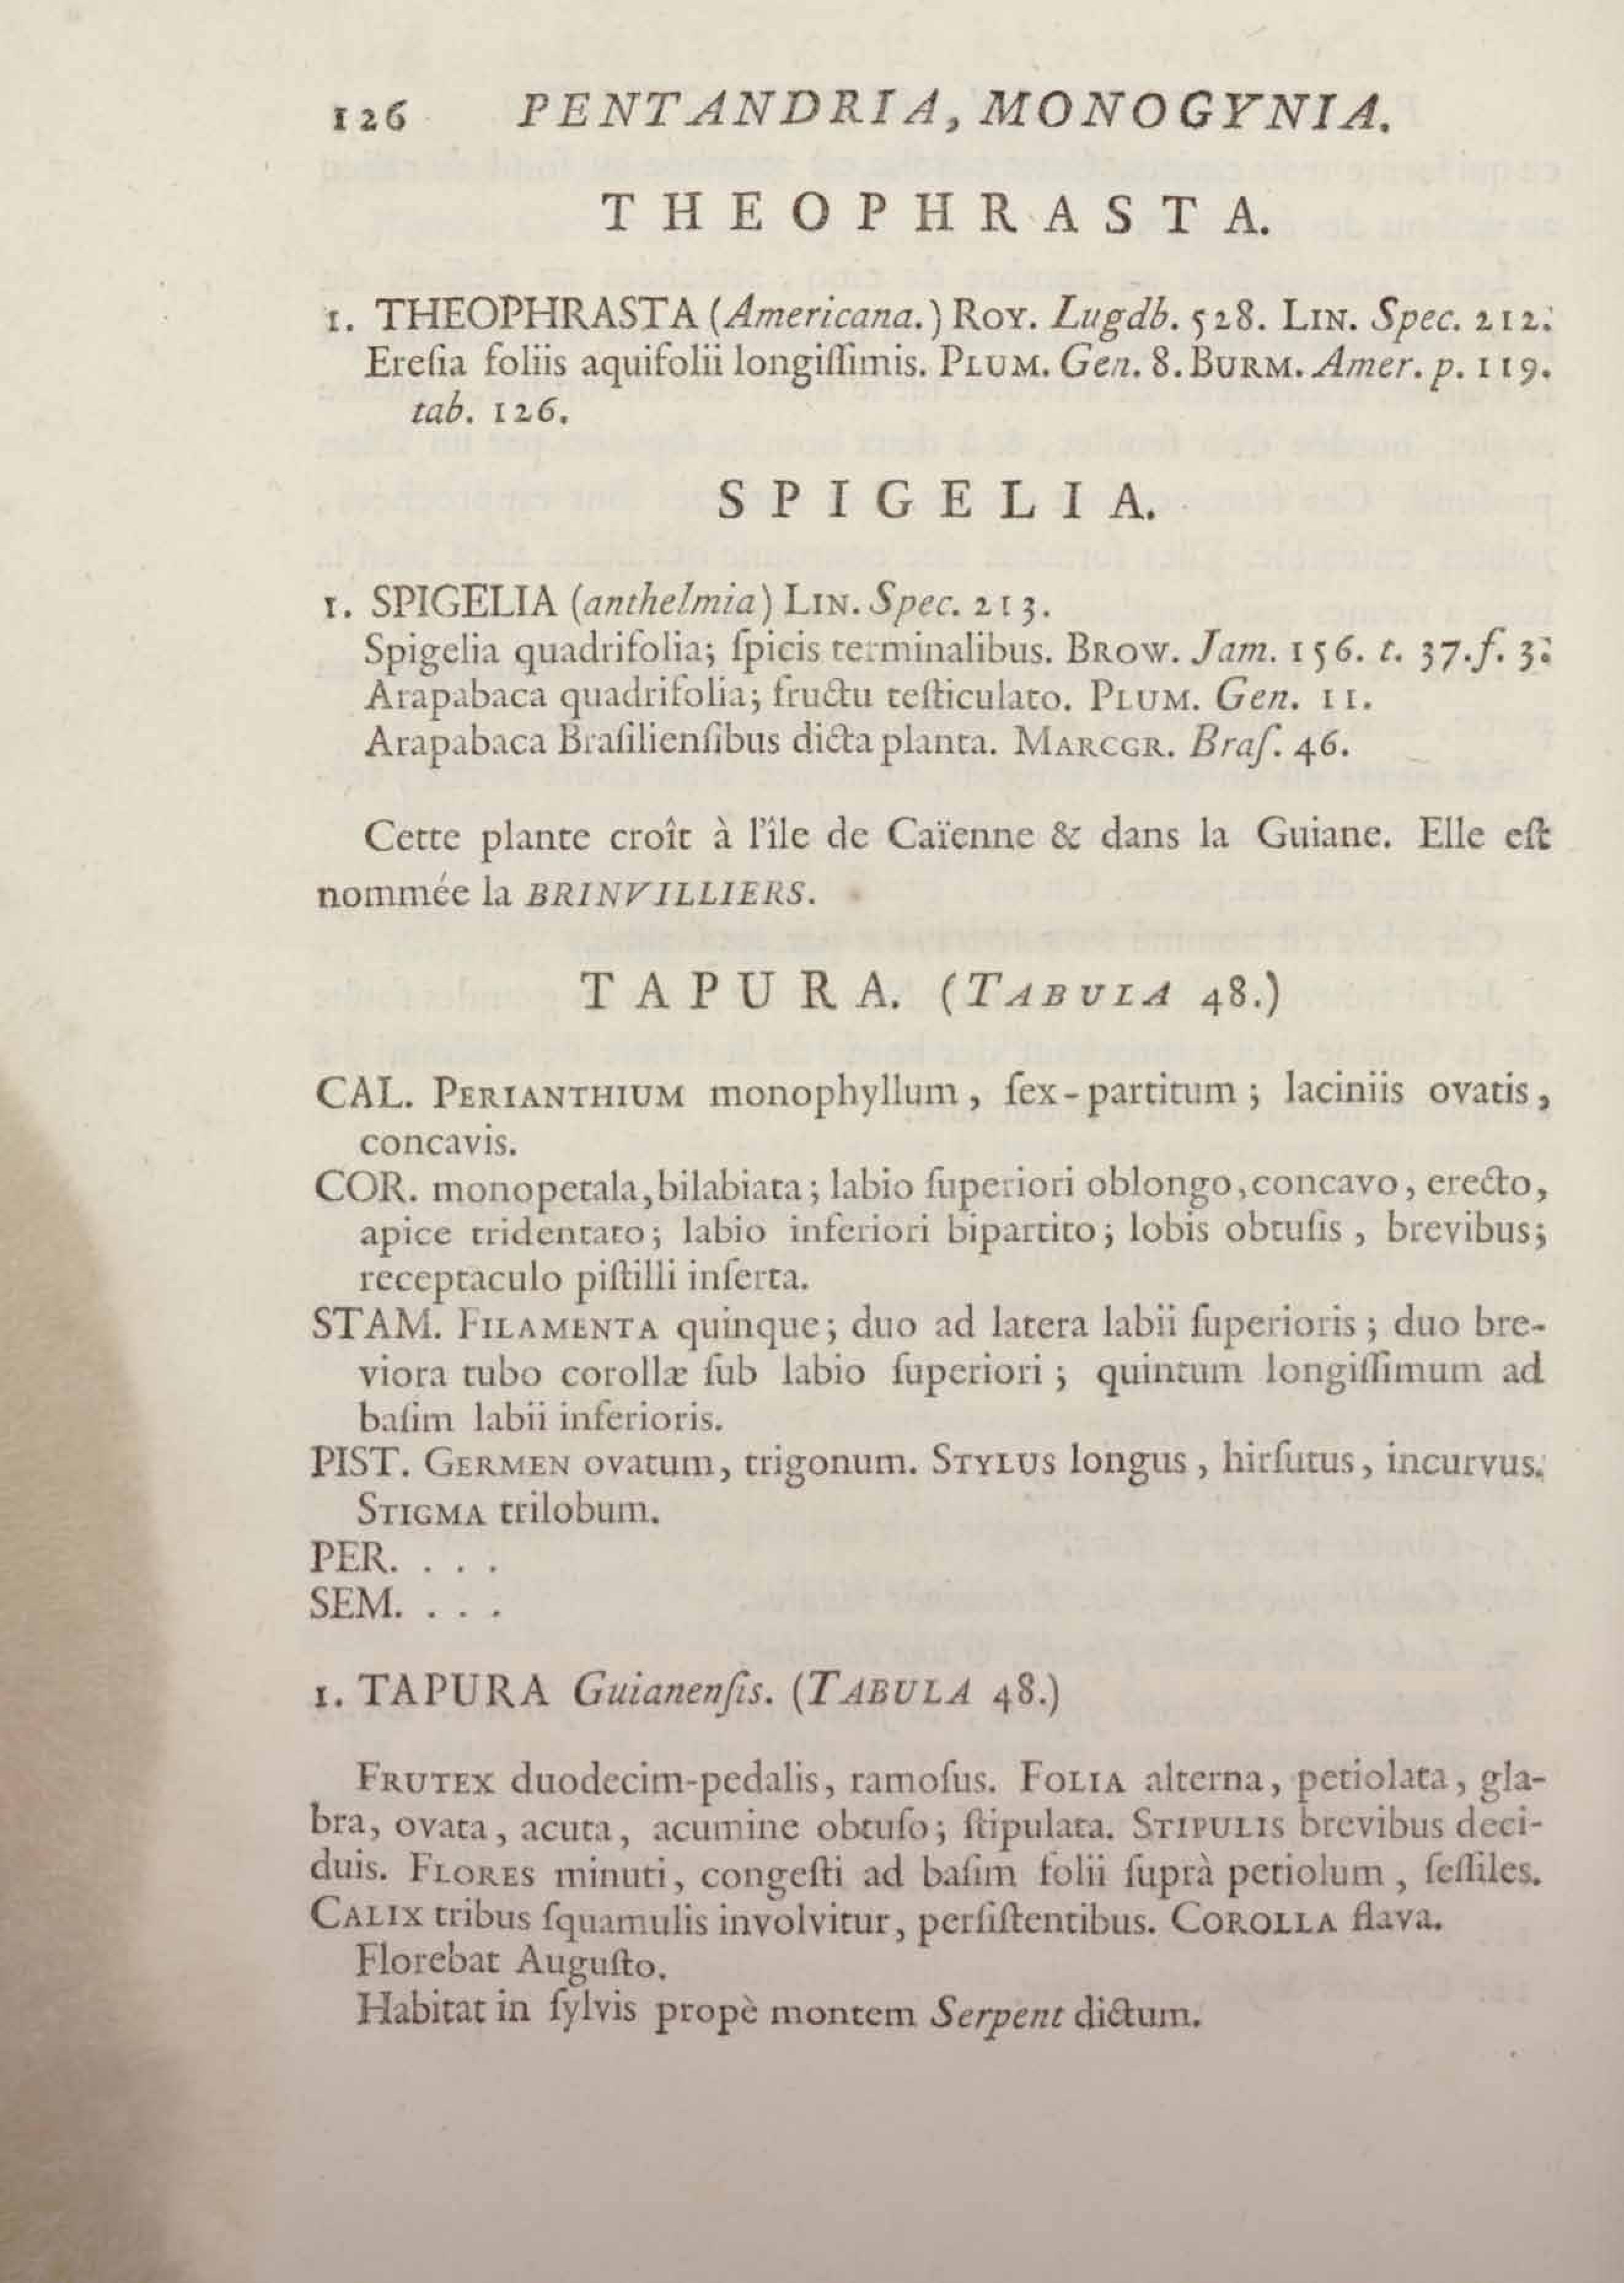 126 PENTANDRIA, MONOGYNIA.
THEOPHRASTA.
1. THEOPHRASTA (Americana.) ROY. Lugdb. 528. LIN. Spec. 212.
Ereſia foliis aquifolii longiſſimis. PLUM. Gen. 8. BURM. Amer. p. 119.
tab. 126.
SPIGELIA.
1. SPIGELIA (anthelmia) LIN. Spec. 213.
Spigelia quadrifolia; ſpicis terminalibus. BROW. Jam. 156. t. 37. f. 3.
Arapabaca quadrifolia; fructu teſticulato. PLUM. Gen. 11.
Arapabaca Braſilienſibus dicta planta. MARCGR. Braſ. 46.
Cette plante croît à l'île de Caïenne & dans la Guiane. Elle eſt
nommée la BRINVILLIERS.
TAPURA. (TABULA 48.)
CAL. PERIANTHIUM monophyllum, ſex-partitum; laciniis ovatis,
concavis.
COR. monopetala, bilabiata; labio ſuperiori oblongo, concavo, erecto,
apice tridentato; labio inferiori bipartito; lobis obtuſis, brevibus;
receptaculo piſtilli inſerta.
STAM. FILAMENTA quinque; duo ad latera labii ſuperioris; duo bre-
viora tubo corollæ ſub labio ſuperiori; quintum longiſſimum ad
baſim labii inferioris.
PIST. GERMEN ovatum, trigonum. STYLUS longus, hirſutus, incurvus.
STIGMA trilobum.
PER. . . .
SEM. . . .
1. TAPURA Guianenſis. (TABULA 48.)
FRUTEX duodecim-pedalis, ramoſus. FOLIA alterna, petiolata, gla-
bra, ovata, acuta, acumine obtuſo; ſtipulata. STIPULIS brevibus deci-
duis. FLORES minuti, congeſti ad baſim folii ſuprà petiolum, ſeſſiles.
CALIX tribus ſquamulis involvitur, perſiſtentibus. COROLLA flava.
Florebat Auguſto.
Habitat in ſylvis propè montem Serpent dictum.